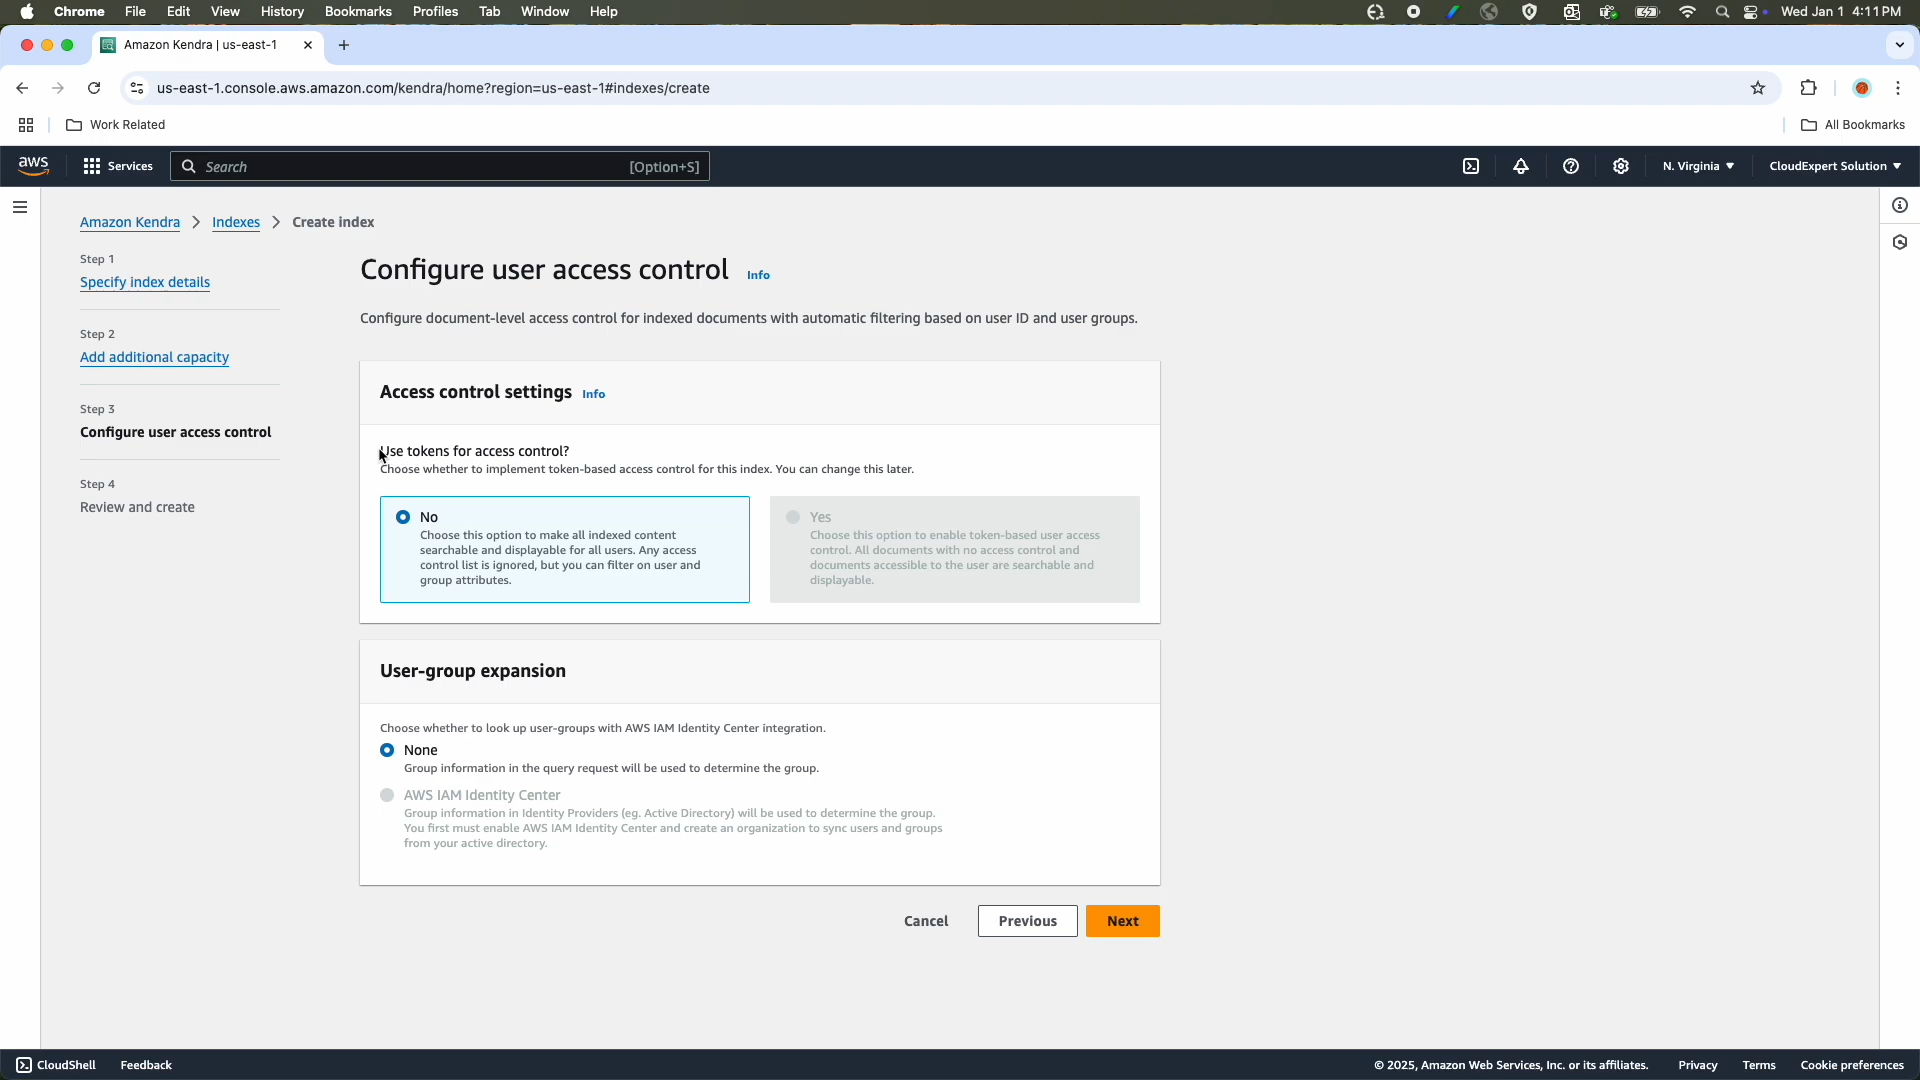 Chrome File Edit View History Bookmarks Profiles Tab Window Help Wed Jan 1 4:11 PM
Amazon Kendra | us-east-1
us-east-1.console.aws.amazon.com/kendra/home?region=us-east-1#indexes/create
Work Related All Bookmarks
aws Services Search [Option+S] N. Virginia CloudExpert Solution
Amazon Kendra Indexes Create index
Step 1
Specify index details
Step 2
Add additional capacity
Step 3
Configure user access control
Step 4
Review and create
Configure user access control Info
Configure document-level access control for indexed documents with automatic filtering based on user ID and user groups.
Access control settings Info
Use tokens for access control?
Choose whether to implement token-based access control for this index. You can change this later.
No
Choose this option to make all indexed content
searchable and displayable for all users. Any access
control list is ignored, but you can filter on user and
group attributes.
Yes
Choose this option to enable token-based user access
control. All documents with no access control and
documents accessible to the user are searchable and
displayable.
User-group expansion
Choose whether to look up user-groups with AWS IAM Identity Center integration.
None
Group information in the query request will be used to determine the group.
AWS IAM Identity Center
Group information in Identity Providers (eg. Active Directory) will be used to determine the group.
You first must enable AWS IAM Identity Center and create an organization to sync users and groups
from your active directory.
Cancel Previous Next
CloudShell Feedback © 2025, Amazon Web Services, Inc. or its affiliates. Privacy Terms Cookie preferences